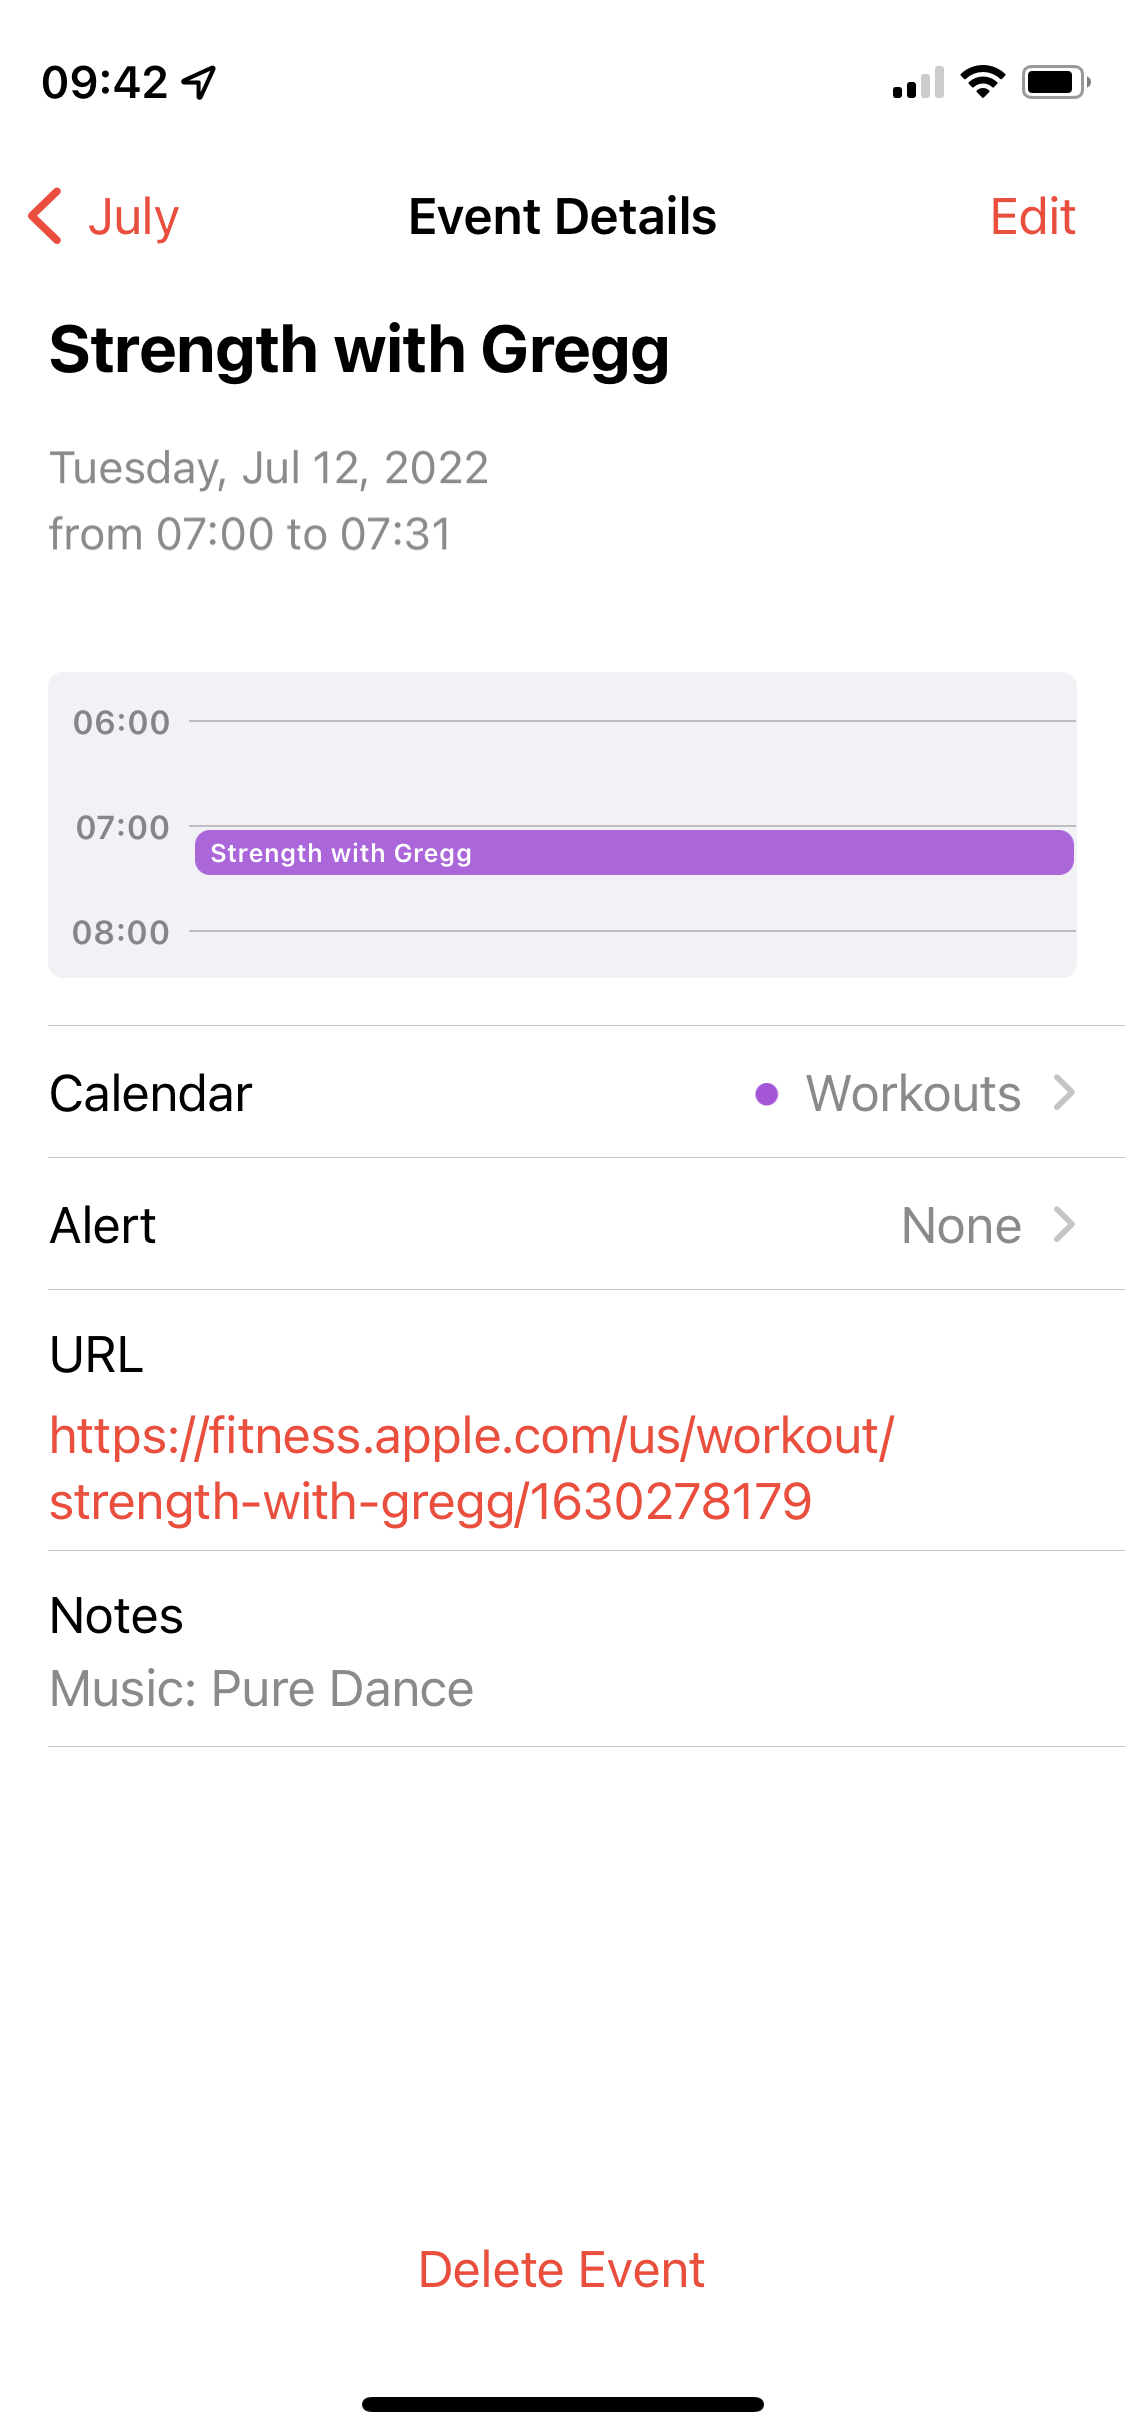 09:42
July
Event Details
Edit
Strength with Gregg
Tuesday, Jul 12, 2022
from 07:00 to 07:31
06:00
07:00
Strength with Gregg
08:00
Calendar
Workouts
Alert
None
URL
https://fitness.apple.com/us/workout/
strength-with-gregg/1630278179
Notes
Music: Pure Dance
Delete Event